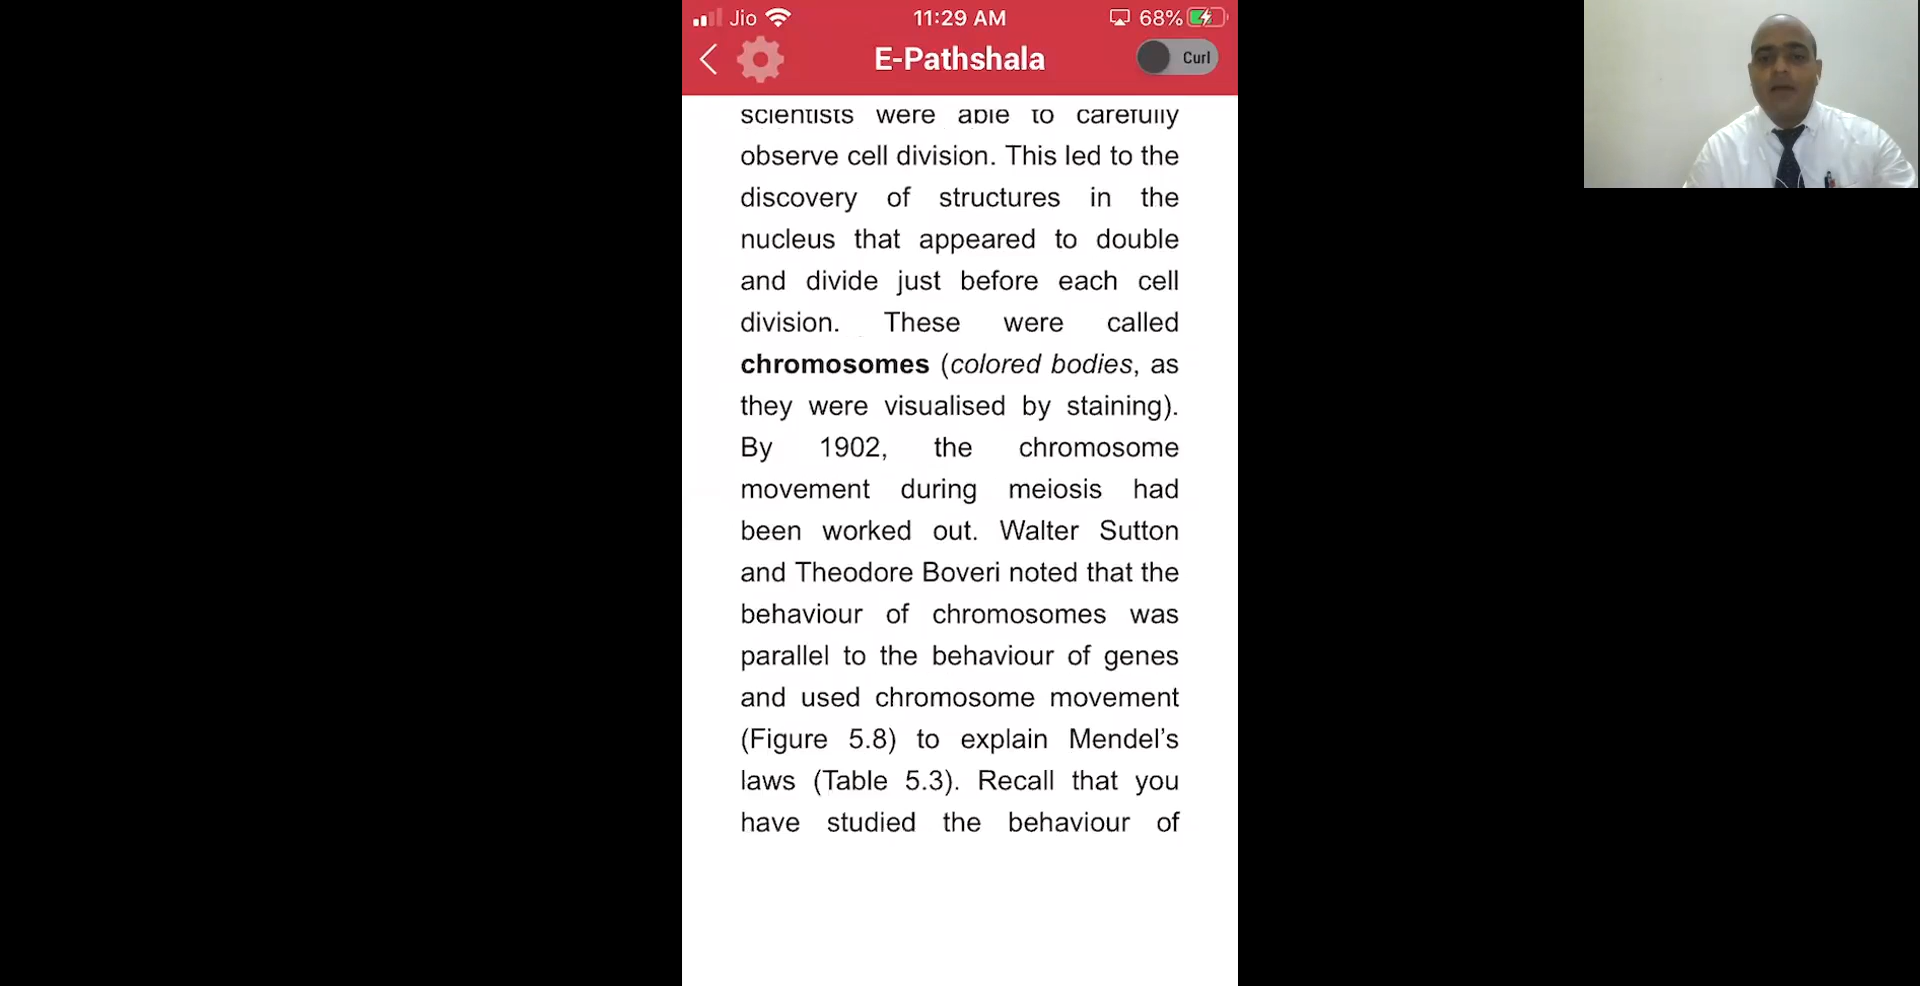 Jio 11:29 AM 68%
E-Pathshala
Curl
scientists were able to carefully
observe cell division. This led to the
discovery of structures in the
nucleus that appeared to double
and divide just before each cell
division. These were called
chromosomes (colored bodies, as
they were visualised by staining).
By 1902, the chromosome
movement during meiosis had
been worked out. Walter Sutton
and Theodore Boveri noted that the
behaviour of chromosomes was
parallel to the behaviour of genes
and used chromosome movement
(Figure 5.8) to explain Mendel’s
laws (Table 5.3). Recall that you
have studied the behaviour of